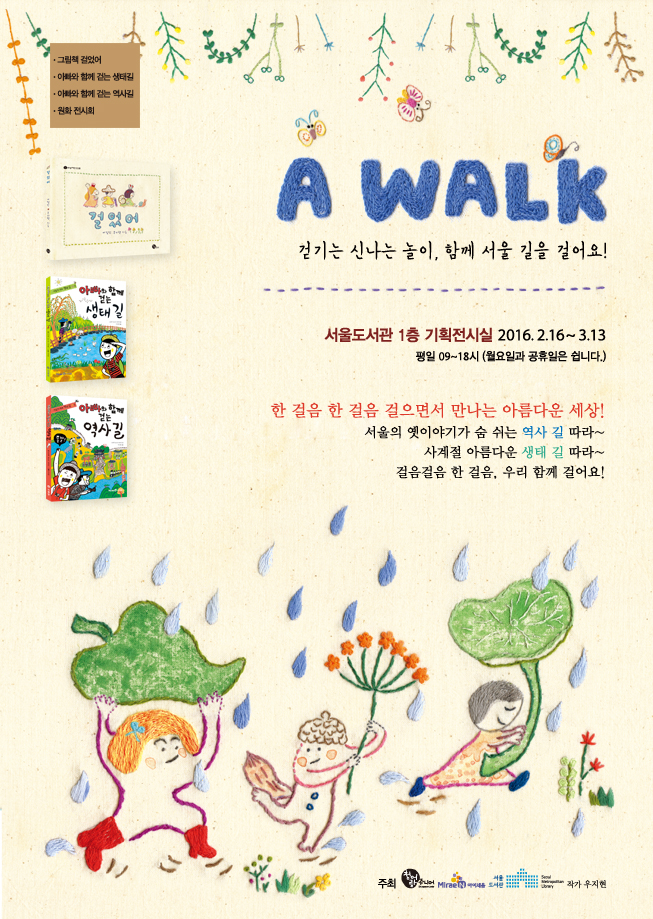 · 그림책 걸었어
· 아빠와 함께 걷는 생태길
· 아빠와 함께 걷는 역사길
· 원화 전시회
걸었어
아빠와 함께
걷는
생태 길
아빠와 함께
걷는
역사 길
A WALK
걷기는 신나는 놀이, 함께 서울 길을 걸어요!
서울도서관 1층 기획전시실 2016. 2.16 ~ 3.13
평일 09~18시 (월요일과 공휴일은 쉽니다.)
한 걸음 한 걸음 걸으면서 만나는 아름다운 세상!
서울의 옛이야기가 숨 쉬는 역사 길 따라~
사계절 아름다운 생태 길 따라~
걸음걸음 한 걸음, 우리 함께 걸어요!
주최 MiraeN 아이세움 서울도서관 Seoul Metropolitan Library 작가 우지현